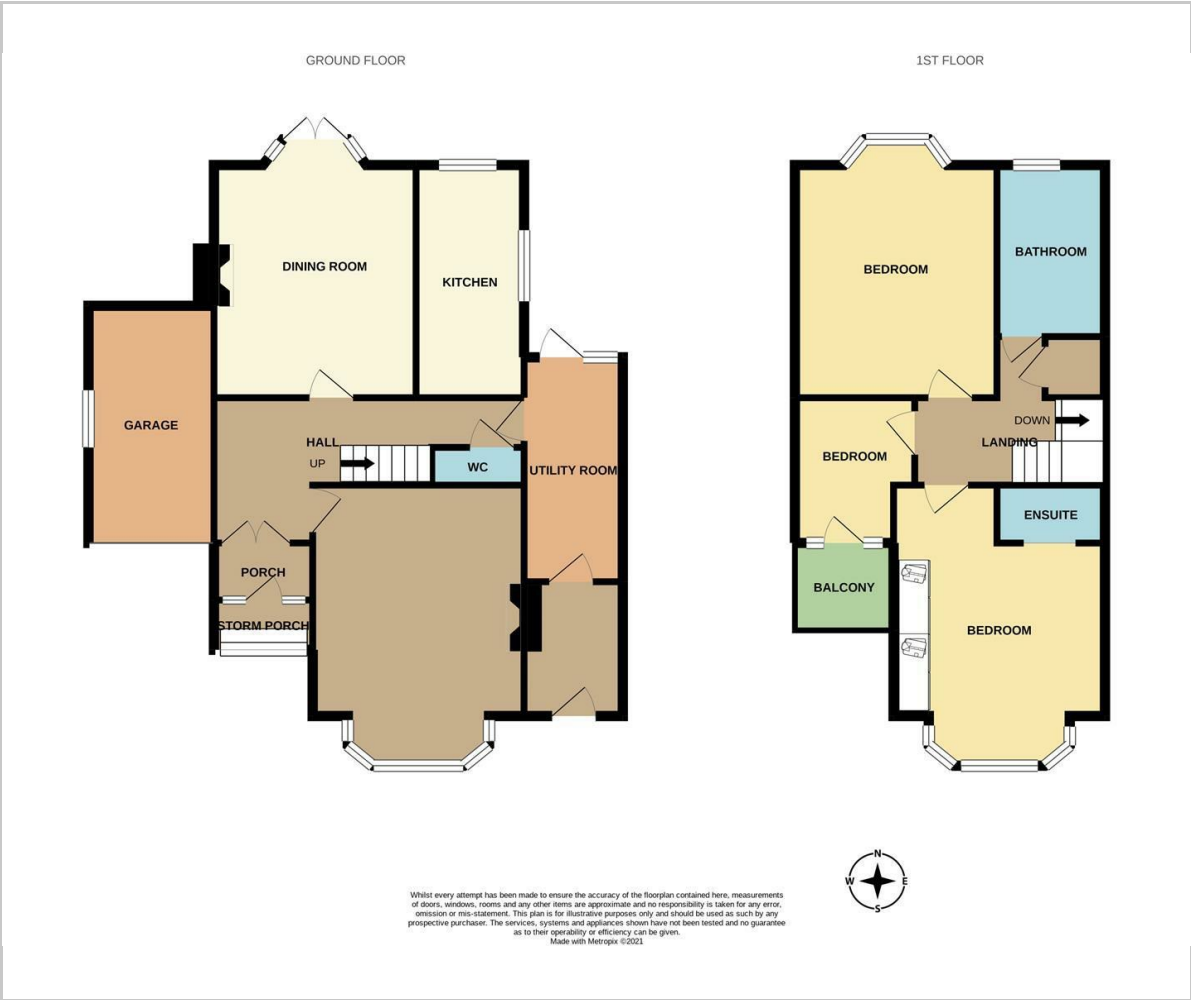 GROUND FLOOR
DINING ROOM
KITCHEN
GARAGE
HALL
UP
WC
UTILITY ROOM
PORCH
STORM PORCH
1ST FLOOR
BEDROOM
BATHROOM
DOWN
LANDING
BEDROOM
ENSUITE
BALCONY
BEDROOM
N
W E
S
Whilst every attempt has been made to ensure the accuracy of the floorplan contained here, measurements
of doors, windows, rooms and any other items are approximate and no responsibility is taken for any error,
omission or mis-statement. This plan is for illustrative purposes only and should be used as such by any
prospective purchaser. The services, systems and appliances shown have not been tested and no guarantee
as to their operability or efficiency can be given.
Made with Metropix ©2021